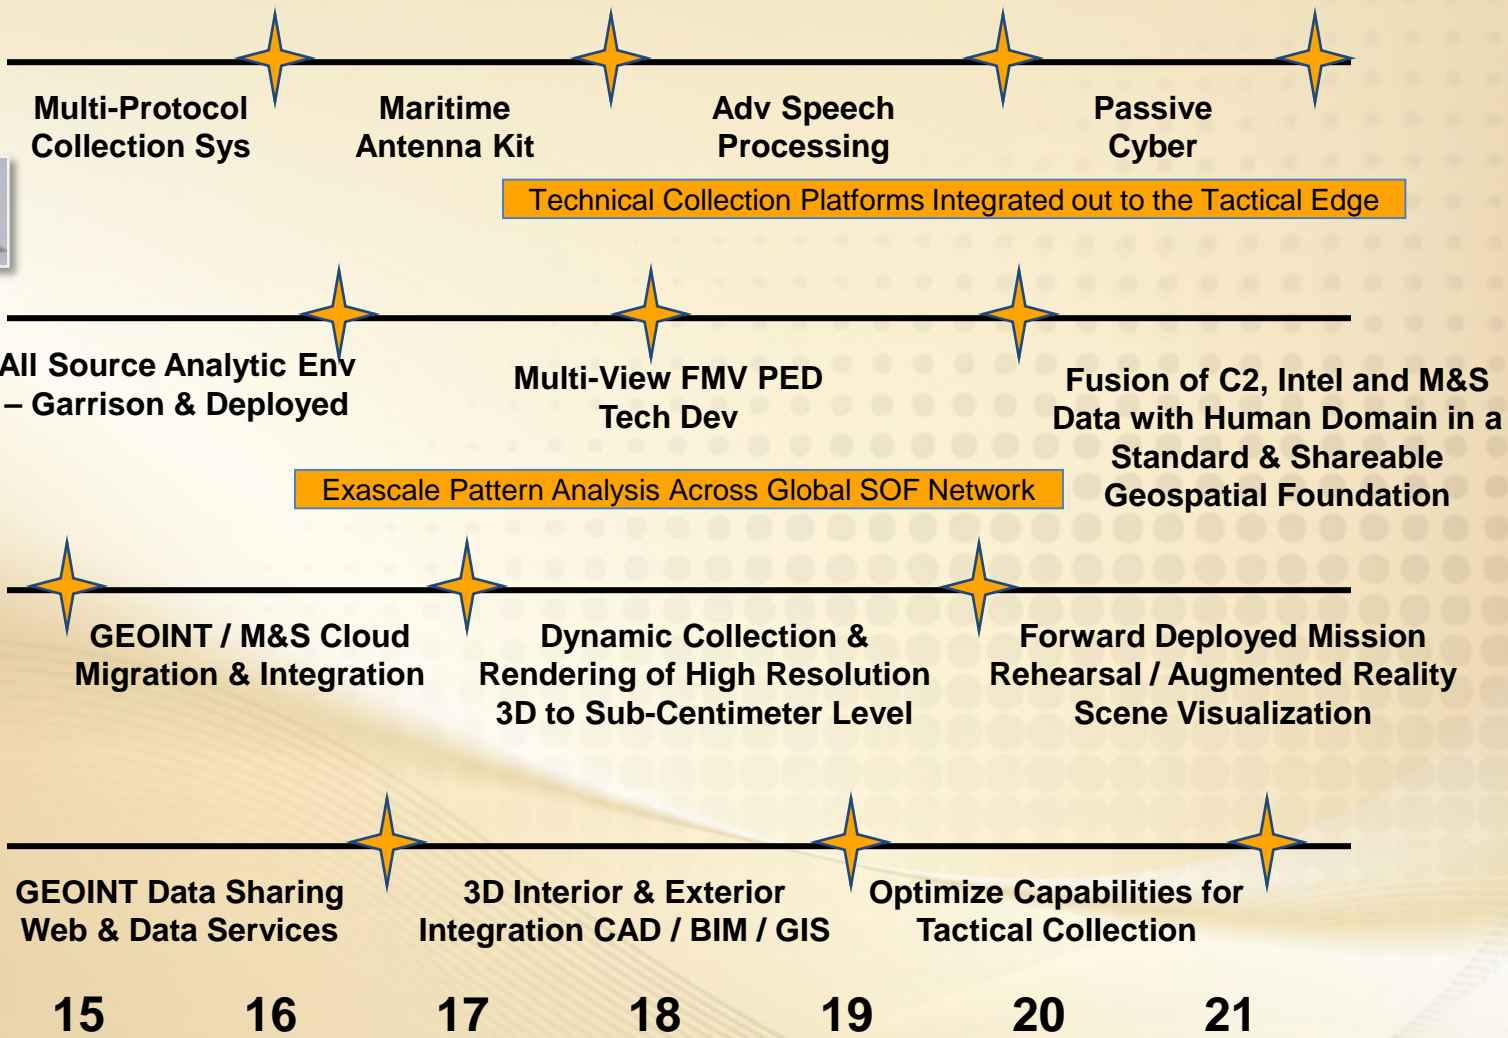 Multi-Protocol
Collection Sys
Maritime
Antenna Kit
Adv Speech
Processing
Passive
Cyber
Technical Collection Platforms Integrated out to the Tactical Edge
All Source Analytic Env
– Garrison & Deployed
Multi-View FMV PED
Tech Dev
Fusion of C2, Intel and M&S
Data with Human Domain in a
Standard & Shareable
Geospatial Foundation
Exascale Pattern Analysis Across Global SOF Network
GEOINT / M&S Cloud
Migration & Integration
Dynamic Collection &
Rendering of High Resolution
3D to Sub-Centimeter Level
Forward Deployed Mission
Rehearsal / Augmented Reality
Scene Visualization
GEOINT Data Sharing
Web & Data Services
3D Interior & Exterior
Integration CAD / BIM / GIS
Optimize Capabilities for
Tactical Collection
15 16 17 18 19 20 21